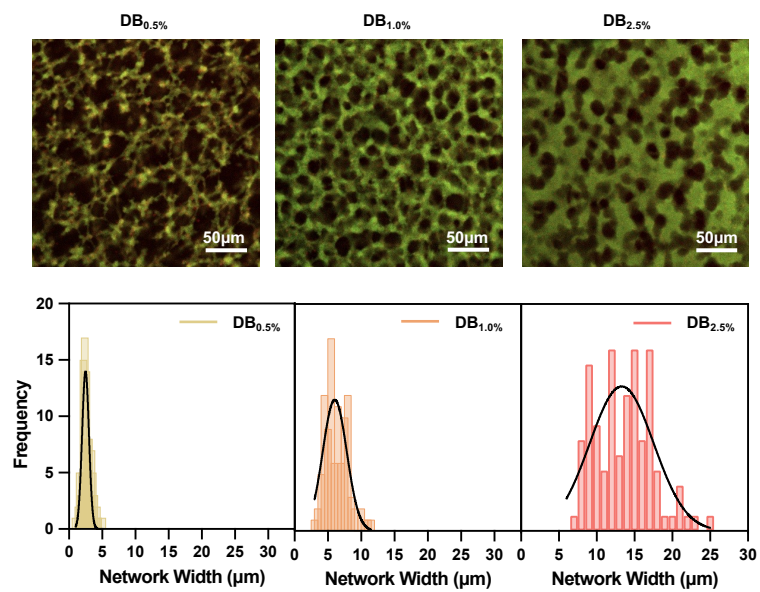 DB0.5% DB1.0% DB2.5%
50μm 50μm 50μm
20 DB0.5% DB1.0% DB2.5%
15
10
5
0
Frequency
0 5 10 15 20 25 30 0 5 10 15 20 25 30 0 10 15 20 25 30
Network Width (μm) Network Width (μm) Network Width (μm)